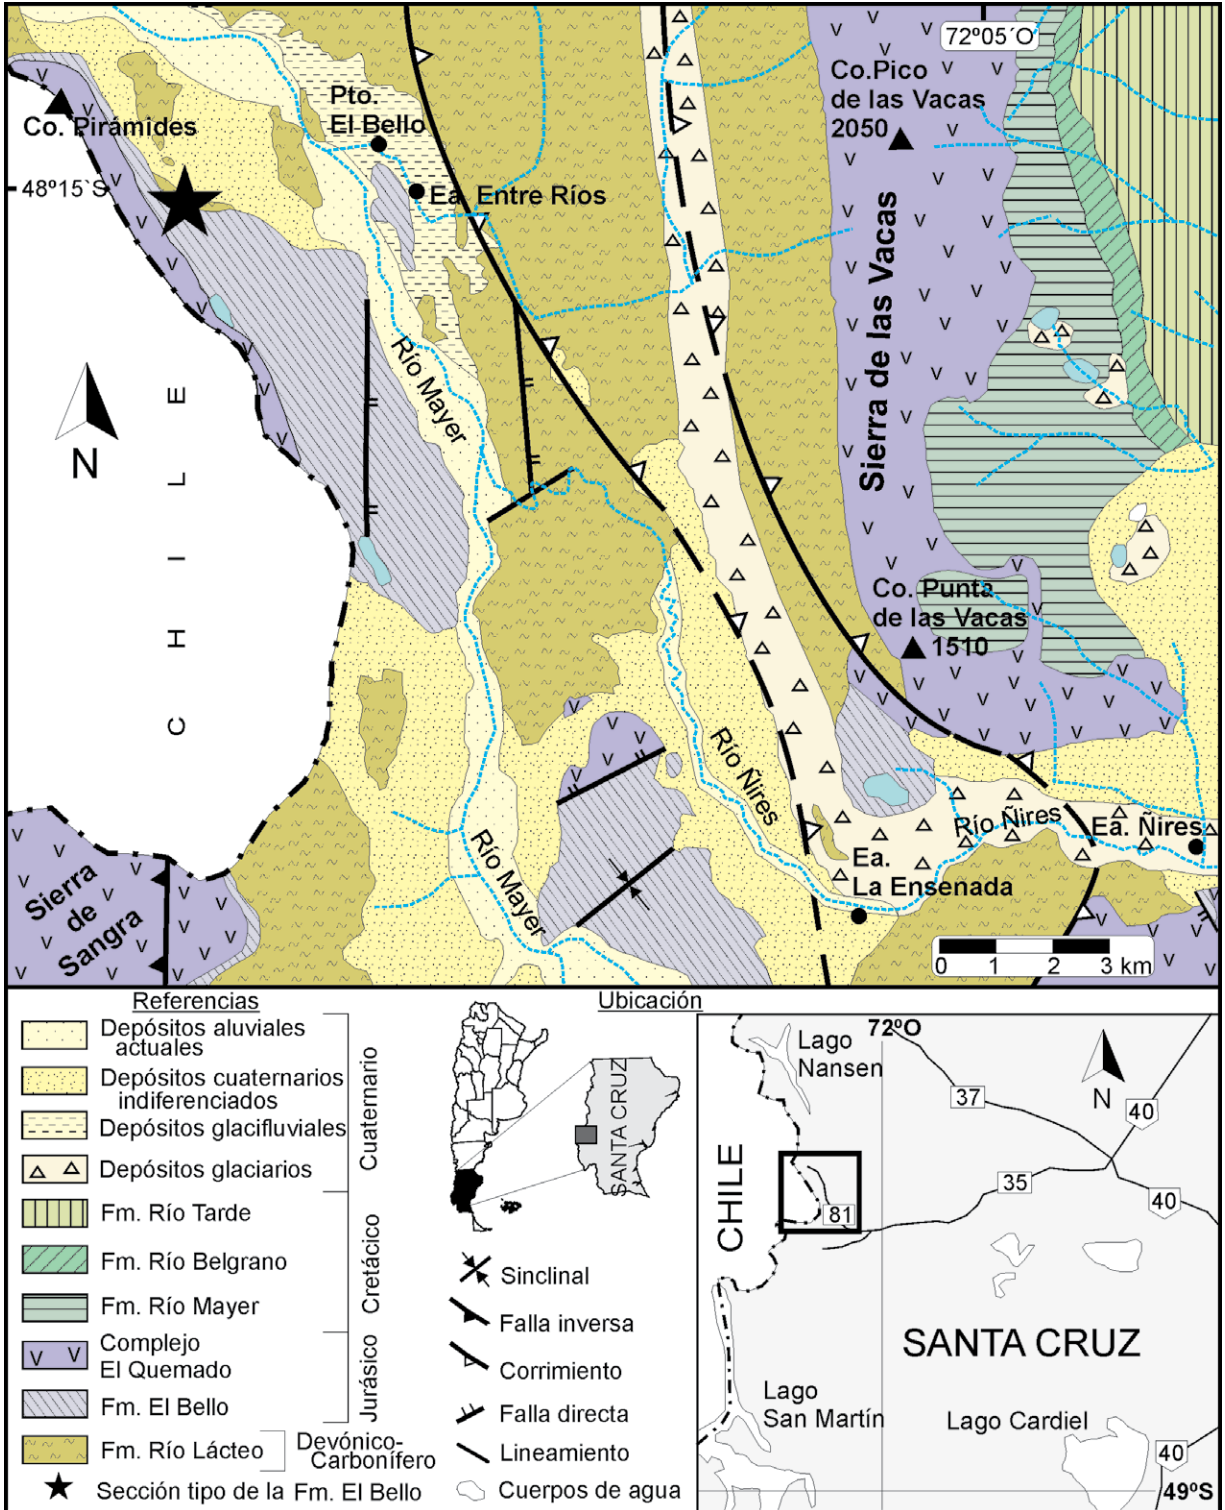 72º05´O
Co.Pico
de las Vacas
2050
Pto.
El Bello
Co. Pirámides
48º15`S
Ea. Entre Ríos
Sierra de las Vacas
Río Mayer
N
CHILE
Co. Punta
de las Vacas
1510
Río Ñires
Río Ñires
Ea. Ñires
Ea.
La Ensenada
Río Mayer
Sierra
de
Sangra
0 1 2 3 km
Referencias
Depósitos aluviales
actuales
Depósitos cuaternarios
indiferenciados
Depósitos glacifluviales
Depósitos glaciarios
Cuaternario
Fm. Río Tarde
Fm. Río Belgrano
Fm. Río Mayer
Cretácico
Complejo
El Quemado
Fm. El Bello
Jurásico
Fm. Río Lácteo
Devónico-
Carbonífero
Sección tipo de la Fm. El Bello
Ubicación
SANTA CRUZ
Sinclinal
Falla inversa
Corrimiento
Falla directa
Lineamiento
Cuerpos de agua
72ºO
Lago
Nansen
N
37
40
CHILE
35
40
81
SANTA CRUZ
Lago
San Martín
Lago Cardiel
40
49ºS